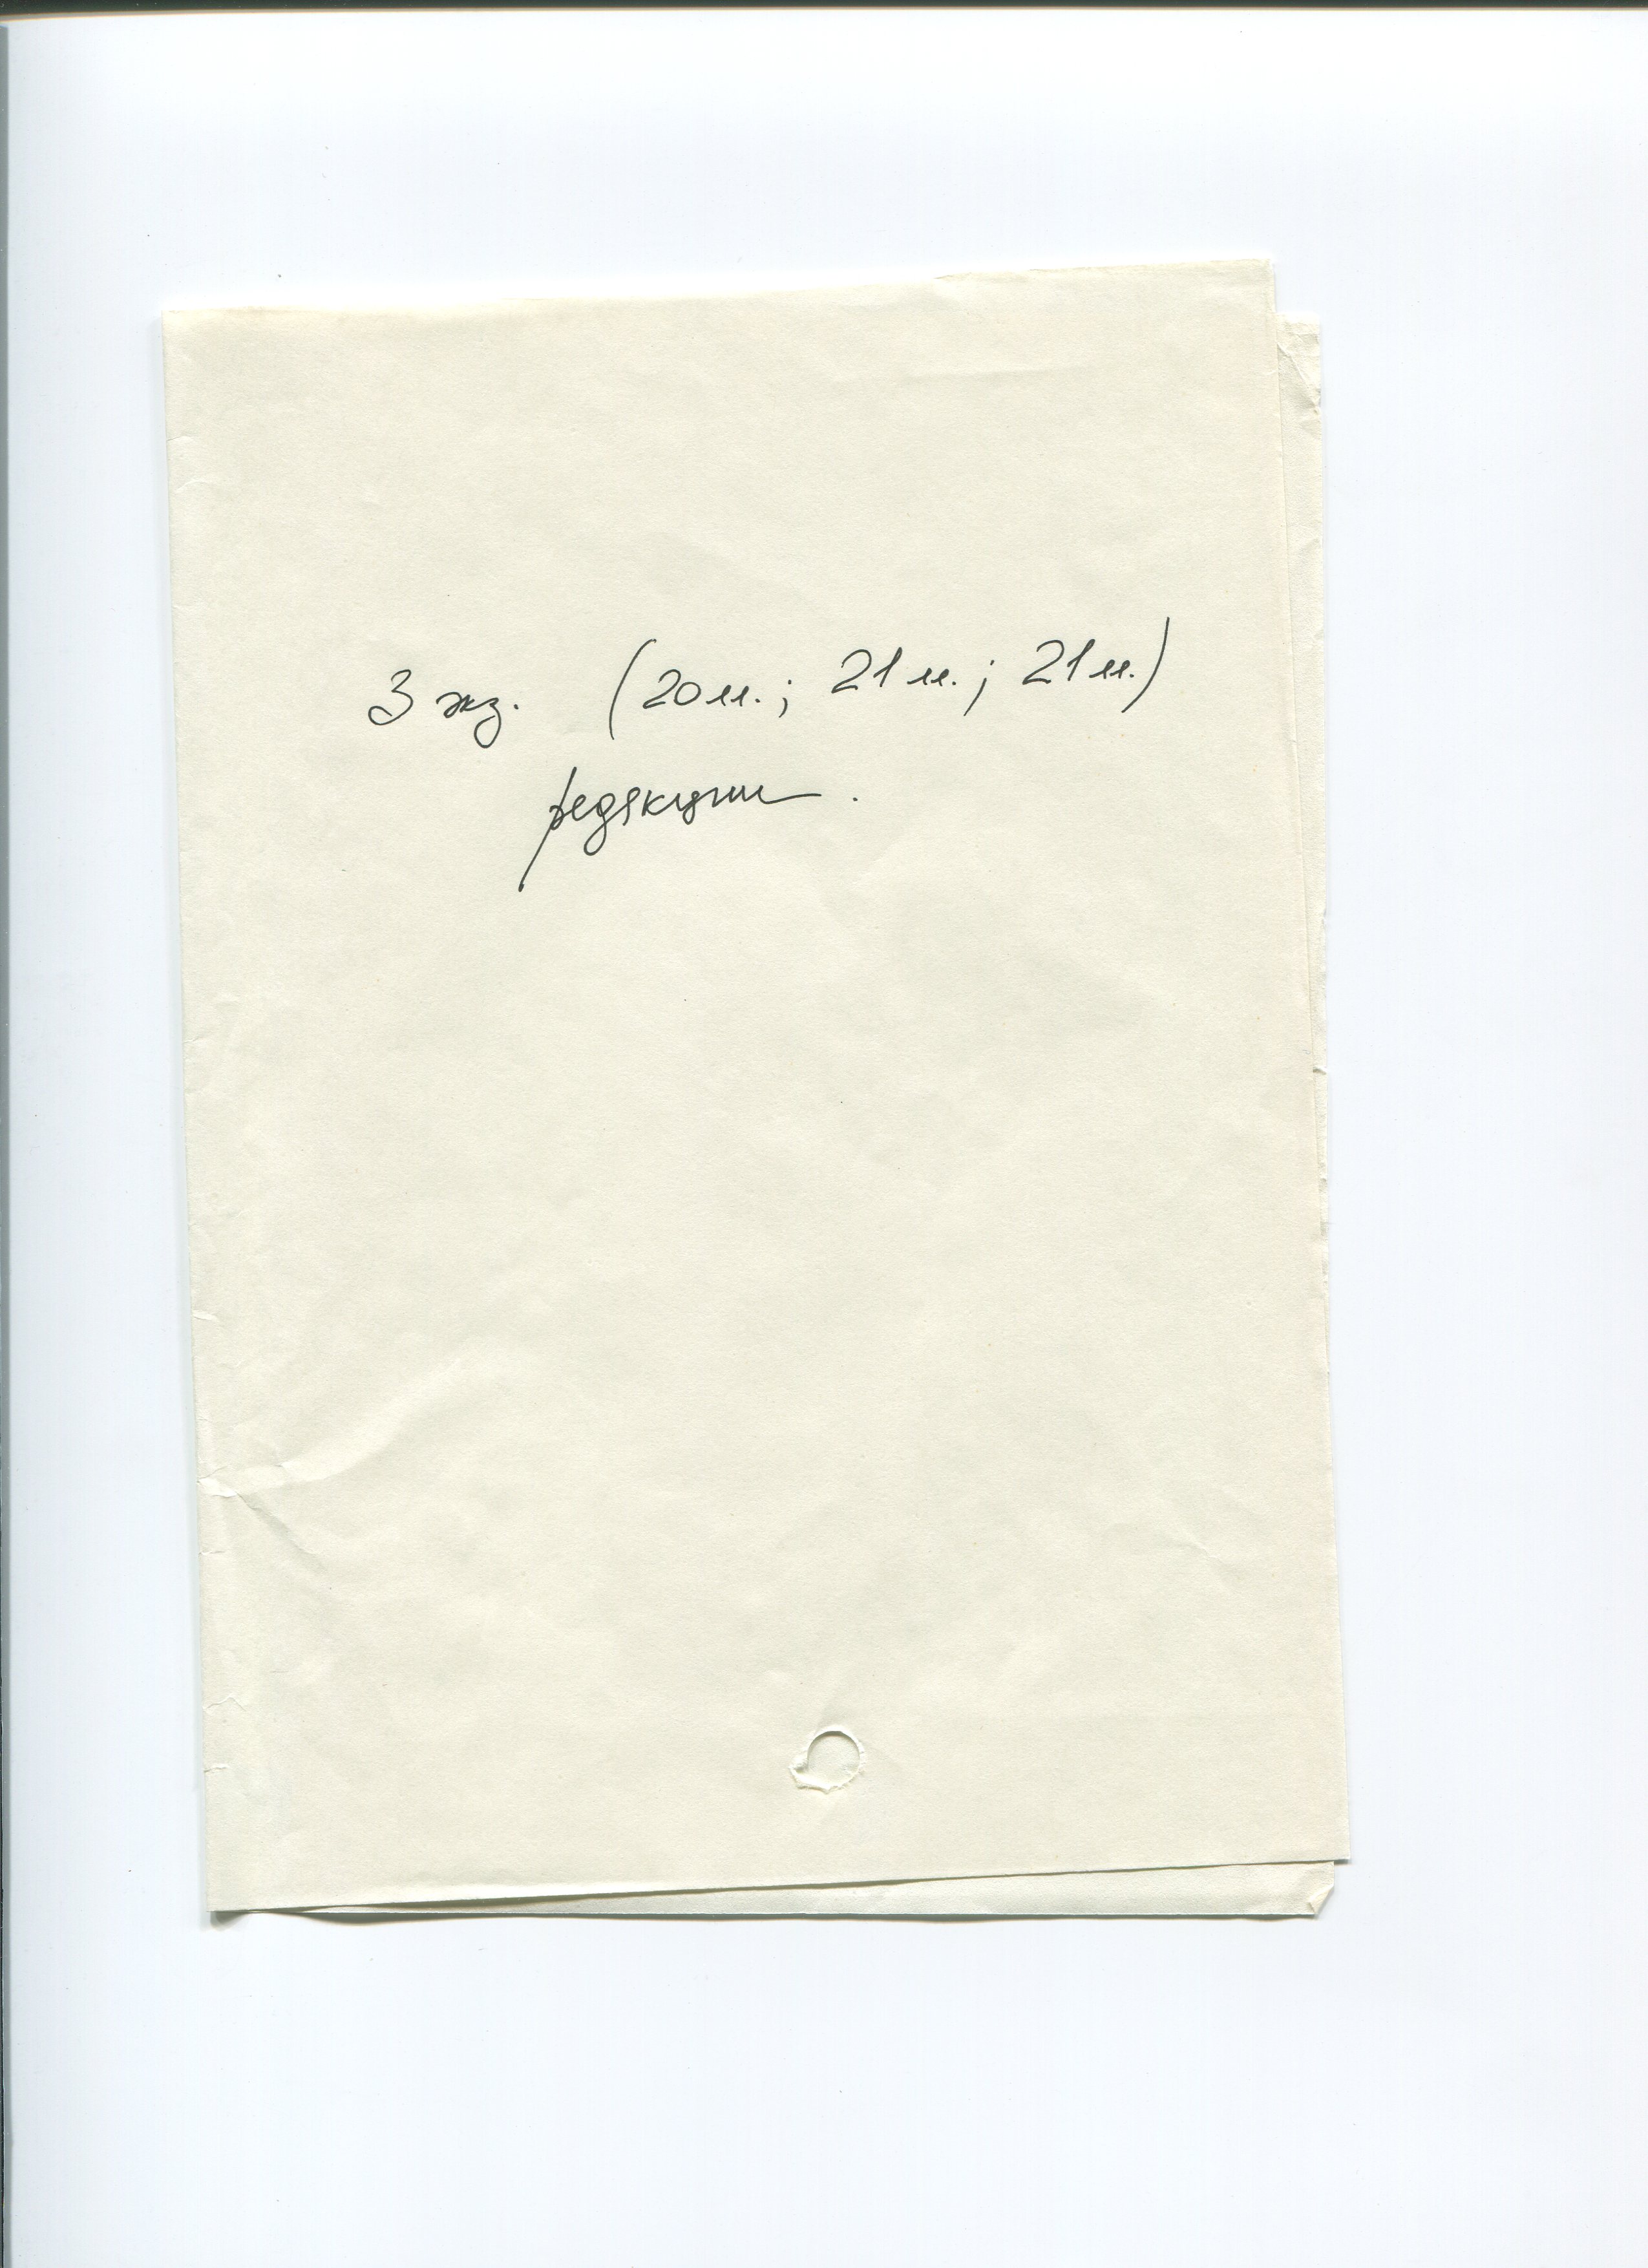 3 экз. (20 лл.; 21 лл.; 21 лл.)
редакции.